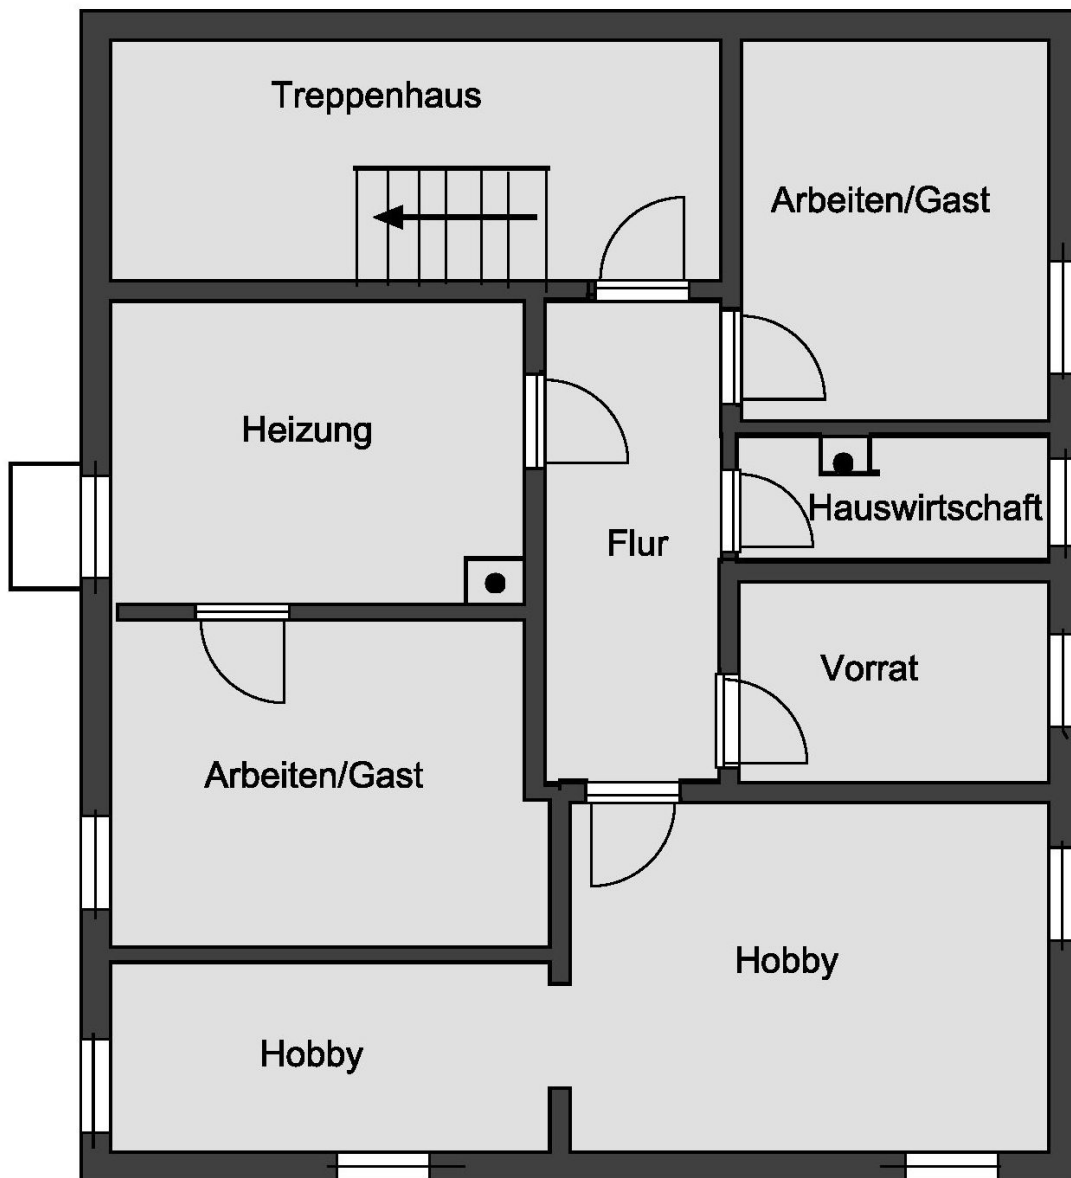 Treppenhaus
Arbeiten/Gast
Heizung
Hauswirtschaft
Flur
Vorrat
Arbeiten/Gast
Hobby
Hobby